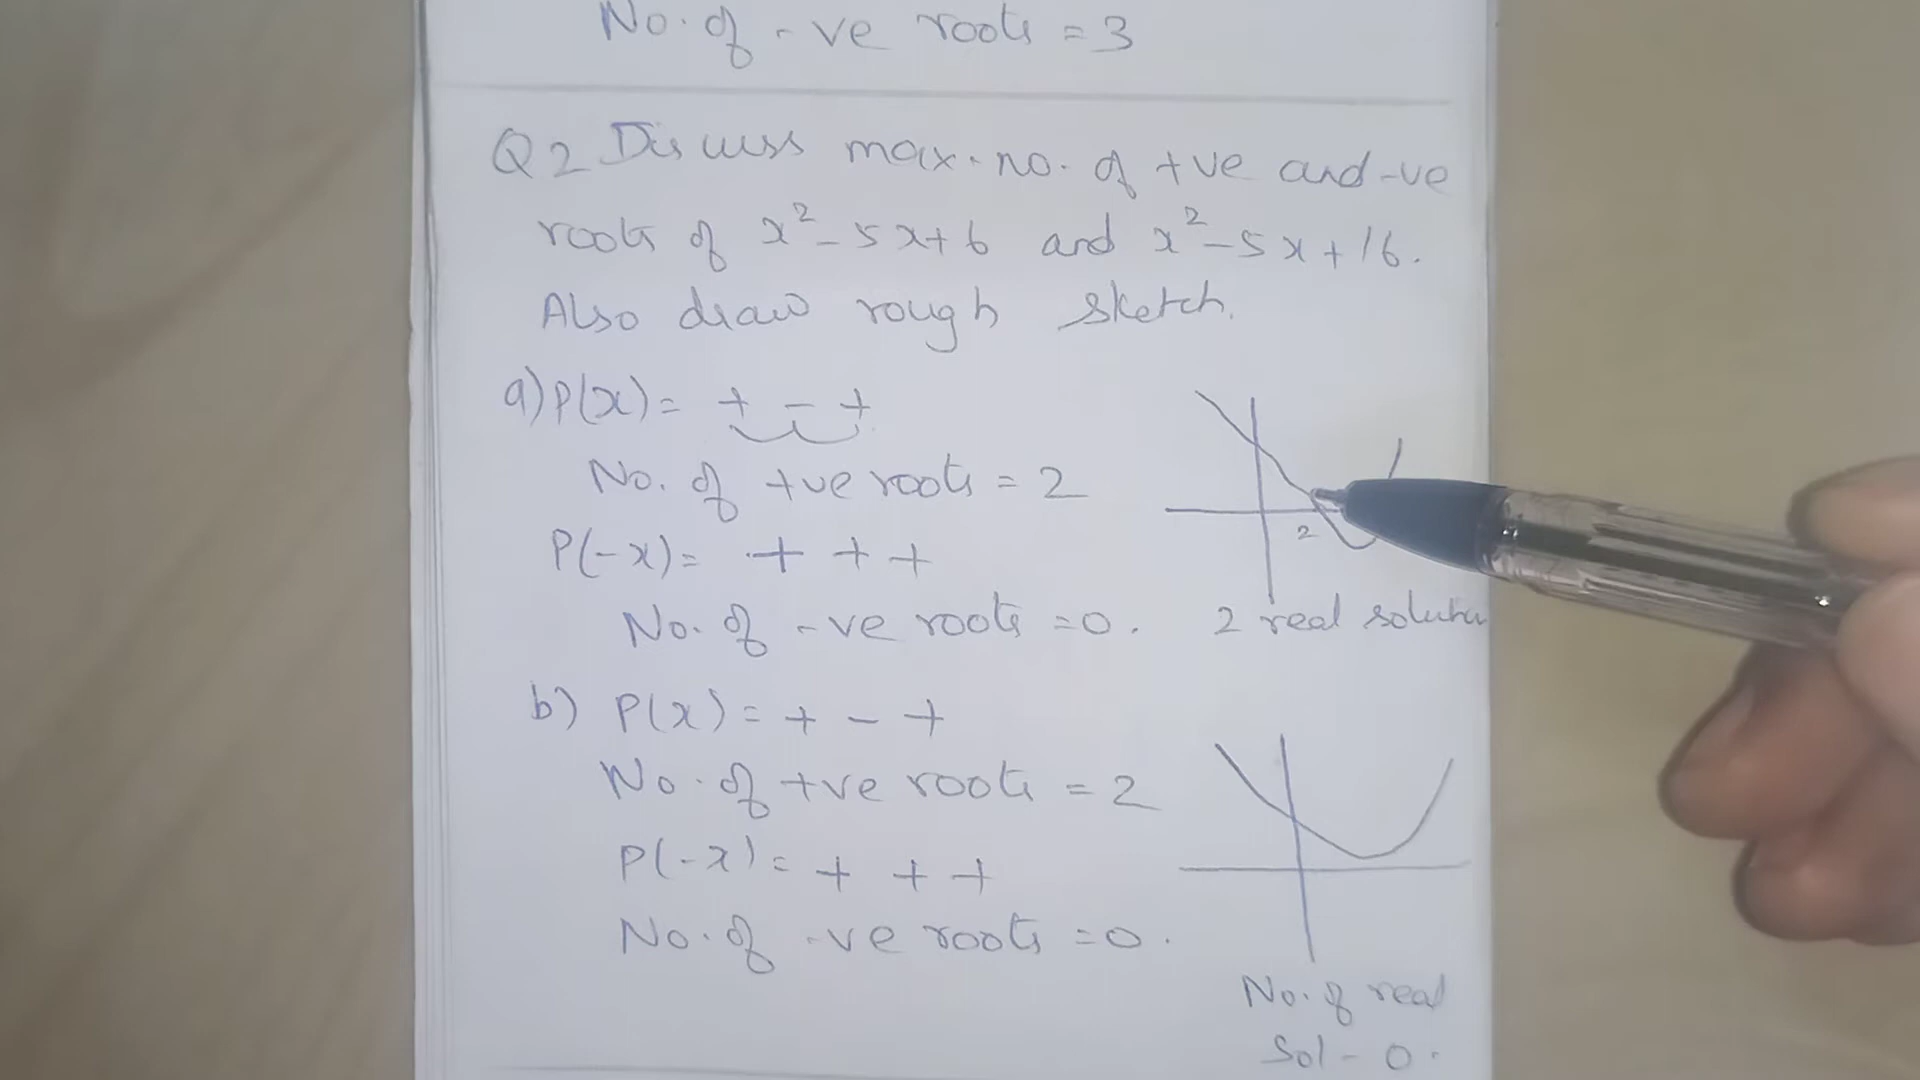 No. of -ve roots = 3
Q2 Discuss max. no. of +ve and -ve
roots of x²-5x+6 and x²-5x+16.
Also draw rough sketch.
a) P(x)= + - +
No. of +ve roots = 2
P(-x)= + + +
No. of -ve roots =0.
2
2 real solution
b) P(x)= + - +
No. of +ve roots = 2
P(-x)= + + +
No. of -ve roots =0.
No. of real
Sol - 0.